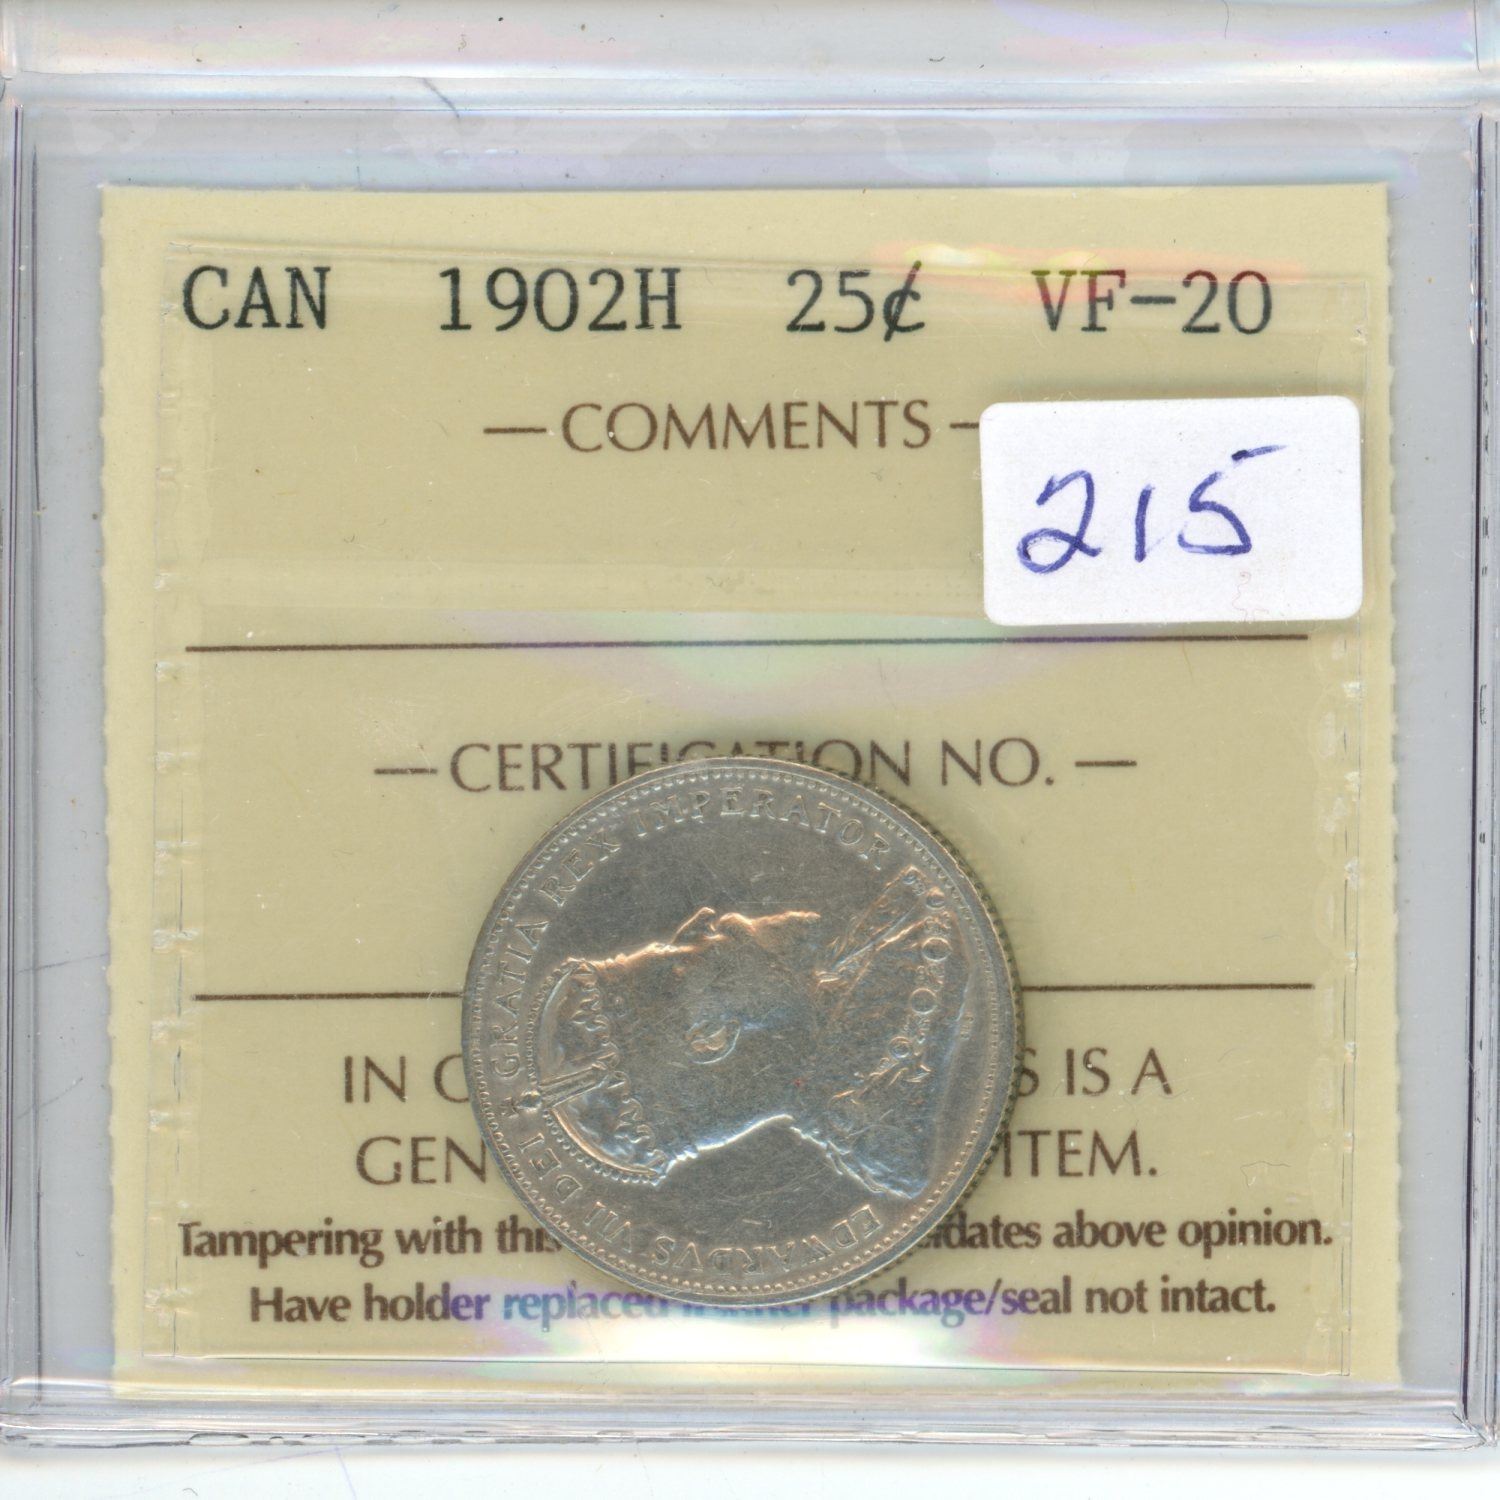 CAN 1902H 25¢ VF-20
— COMMENTS —
215
— CERTIFICATION NO. —
EDWARDVS VII DEI GRATIA REX IMPERATOR
IN S IS A
GEN ITEM.
Tampering with this idates above opinion.
Have holder replaced package/seal not intact.